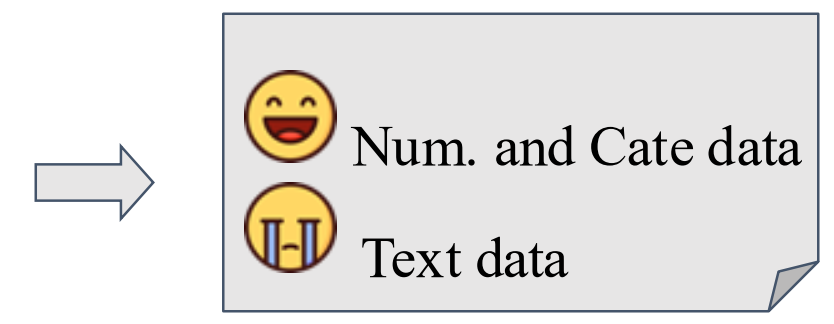 Num. and Cate data
Text data